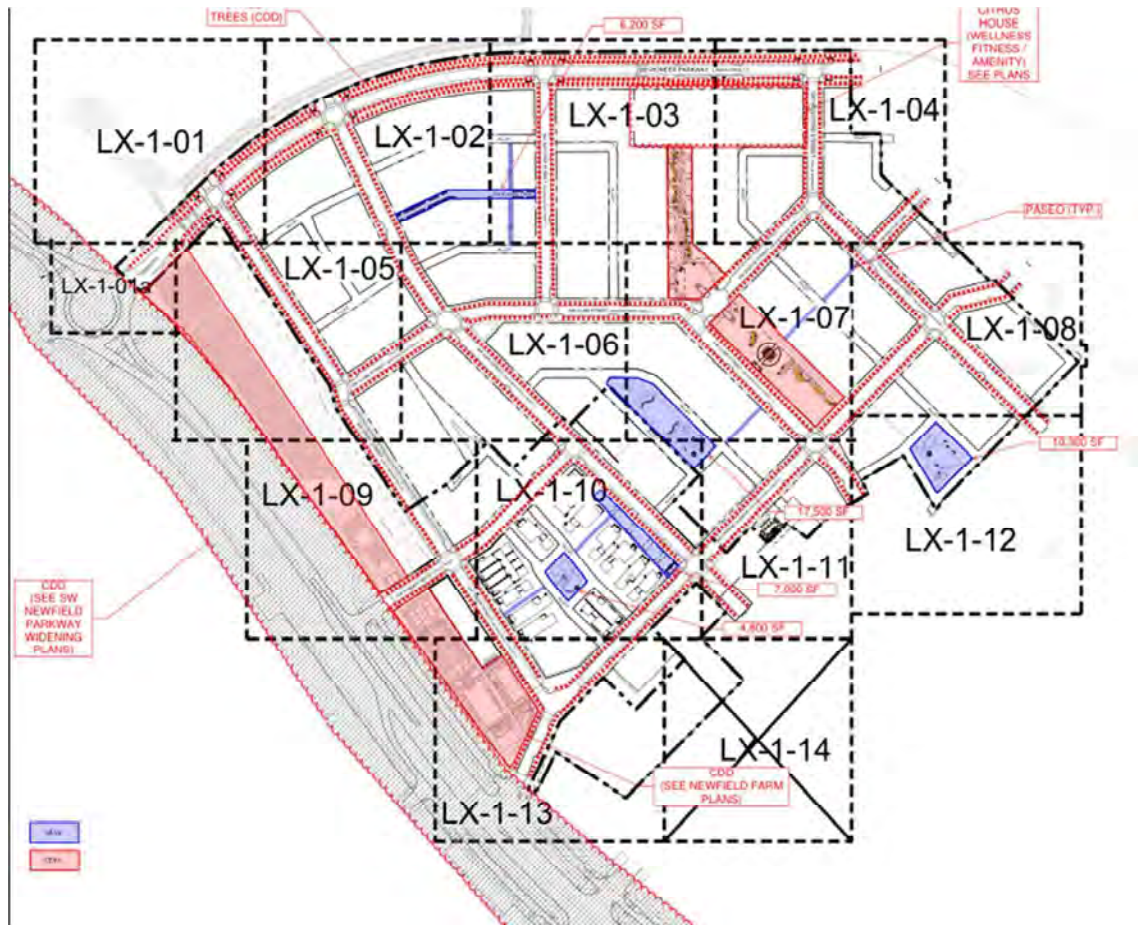 TREES (CDD)
6,200 SF
CITRUS
HOUSE
(WELLNESS
FITNESS /
AMENITY)
SEE PLANS
LX-1-01
LX-1-02
LX-1-03
LX-1-04
PASEO (TYP.)
LX-1-01a
LX-1-05
LX-1-06
LX-1-07
LX-1-08
10,300 SF
LX-1-09
LX-1-10
17,500 SF
LX-1-11
LX-1-12
7,000 SF
4,800 SF
CDD
(SEE SW
NEWFIELD
PARKWAY
WIDENING
PLANS)
LX-1-14
CDD
(SEE NEWFIELD FARM
PLANS)
LX-1-13